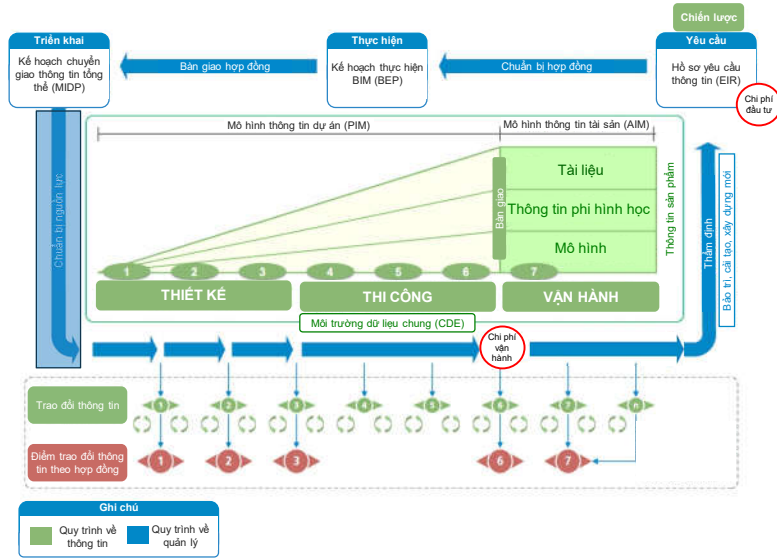 Chiến lược
Triển khai
Kế hoạch chuyển
giao thông tin tổng
thể (MIDP)
Bàn giao hợp đồng
Thực hiện
Kế hoạch thực hiện
BIM (BEP)
Chuẩn bị hợp đồng
Yêu cầu
Hồ sơ yêu cầu
thông tin (EIR)
Chi phí
đầu tư
Chuẩn bị nguồn lực
Mô hình thông tin dự án (PIM)
Mô hình thông tin tài sản (AIM)
Bàn giao
Tài liệu
Thông tin phi hình học
Mô hình
Thông tin sản phẩm
Thẩm định
Bảo trì, cải tạo, xây dựng mới
1 2 3 4 5 6 7
THIẾT KẾ
THI CÔNG
VẬN HÀNH
Môi trường dữ liệu chung (CDE)
Chi phí
vận
hành
Trao đổi thông tin
1 2 3 4 5 6 7 n
Điểm trao đổi thông
tin theo hợp đồng
1 2 3 6 7
Ghi chú
Quy trình về
thông tin
Quy trình về
quản lý